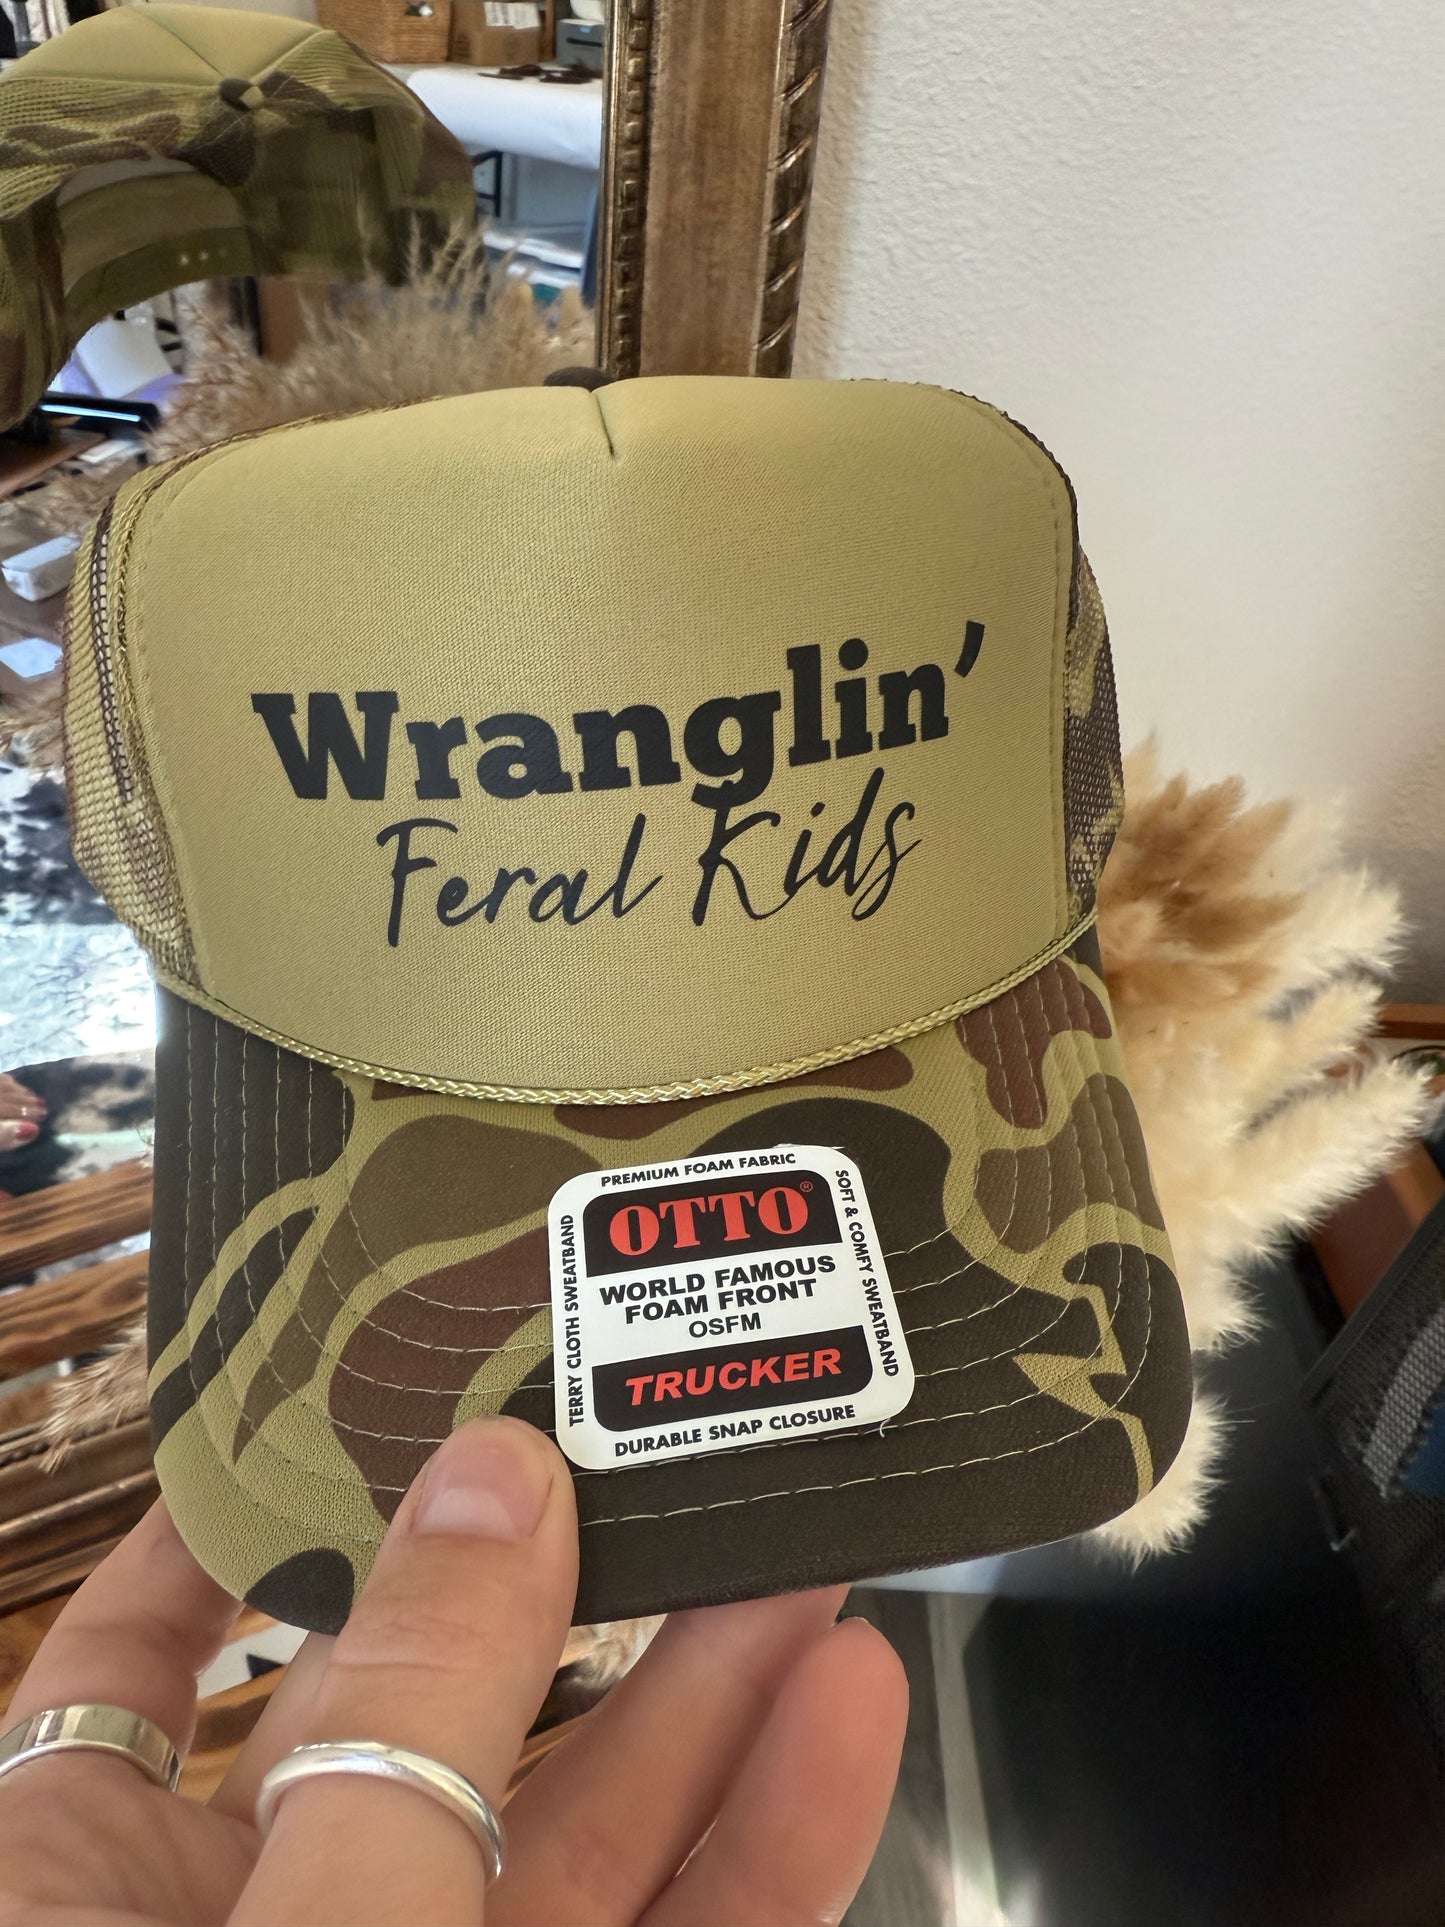 Wranglin'
Feral Kids
PREMIUM FOAM FABRIC
OTTO®
WORLD FAMOUS
FOAM FRONT
OSFM
TRUCKER
DURABLE SNAP CLOSURE
TERRY CLOTH SWEATBAND
SOFT & COMFY SWEATBAND